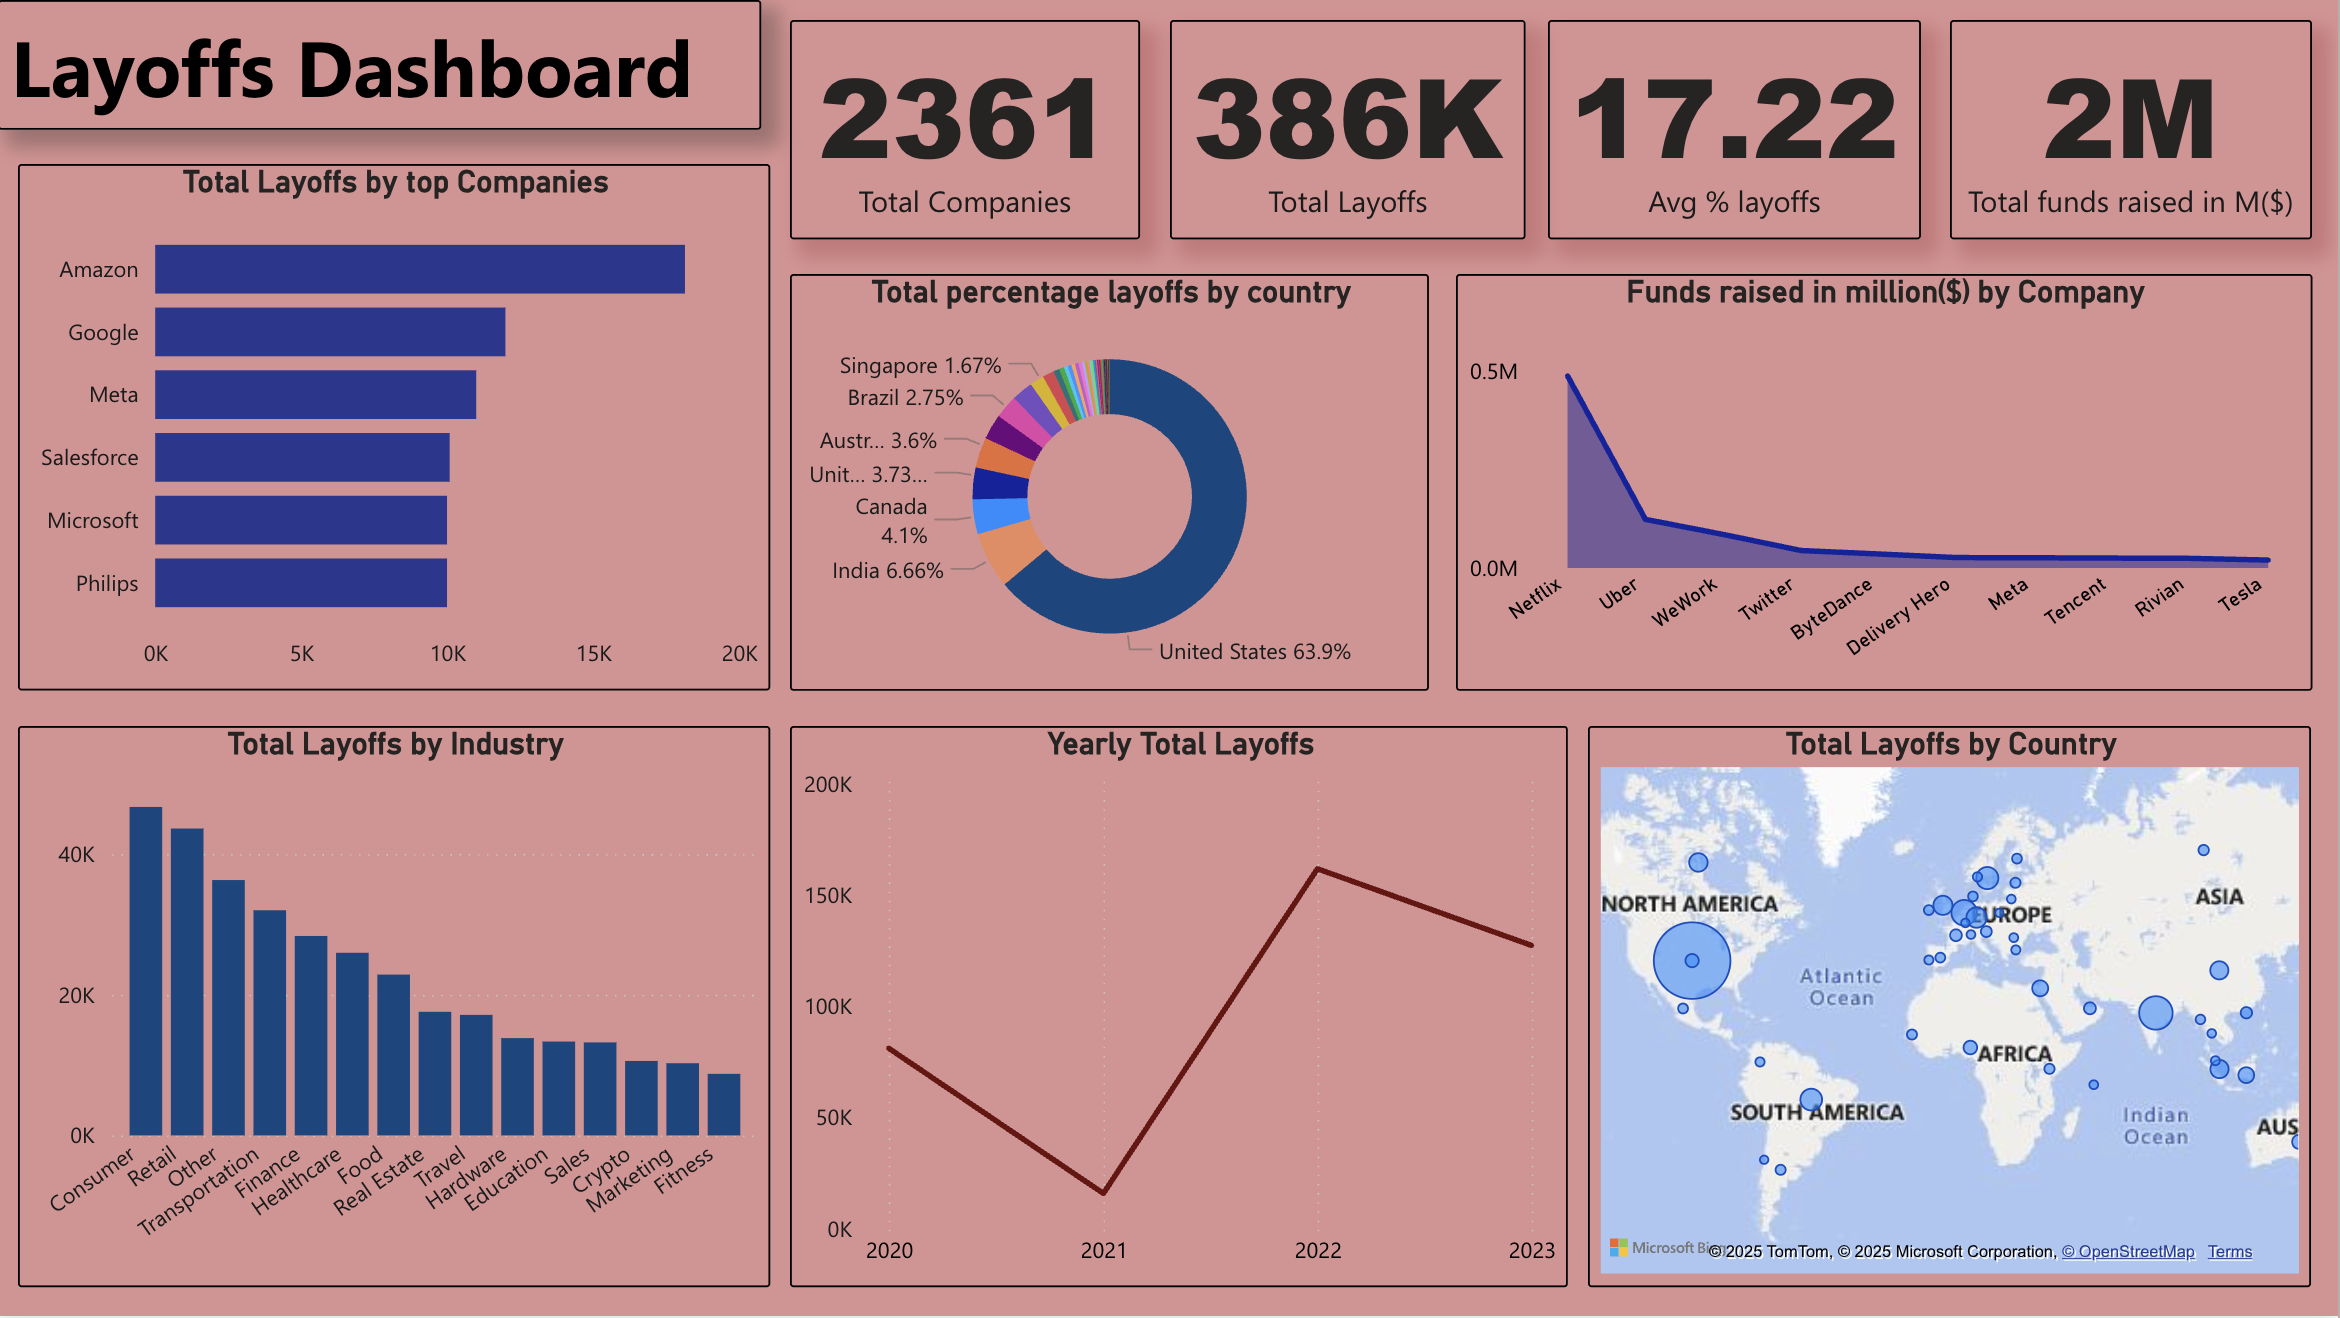 Layoffs Dashboard
2361
Total Companies
386K
Total Layoffs
17.22
Avg % layoffs
2M
Total funds raised in M($)
Total Layoffs by top Companies
Amazon
Google
Meta
Salesforce
Microsoft
Philips
0K 5K 10K 15K 20K
Total percentage layoffs by country
Singapore 1.67%
Brazil 2.75%
Austr... 3.6%
Unit... 3.73...
Canada
4.1%
India 6.66%
United States 63.9%
Funds raised in million($) by Company
0.5M
0.0M
Netflix Uber WeWork Twitter ByteDance Delivery Hero Meta Tencent Rivian Tesla
Total Layoffs by Industry
40K
20K
0K
Consumer Retail Other Transportation Finance Healthcare Food Real Estate Travel Hardware Education Sales Crypto Marketing Fitness
Yearly Total Layoffs
200K
150K
100K
50K
0K
2020 2021 2022 2023
Total Layoffs by Country
NORTH AMERICA
EUROPE
ASIA
Atlantic
Ocean
AFRICA
SOUTH AMERICA
Indian
Ocean
AUS
Microsoft Bing
© 2025 TomTom, © 2025 Microsoft Corporation, © OpenStreetMap Terms